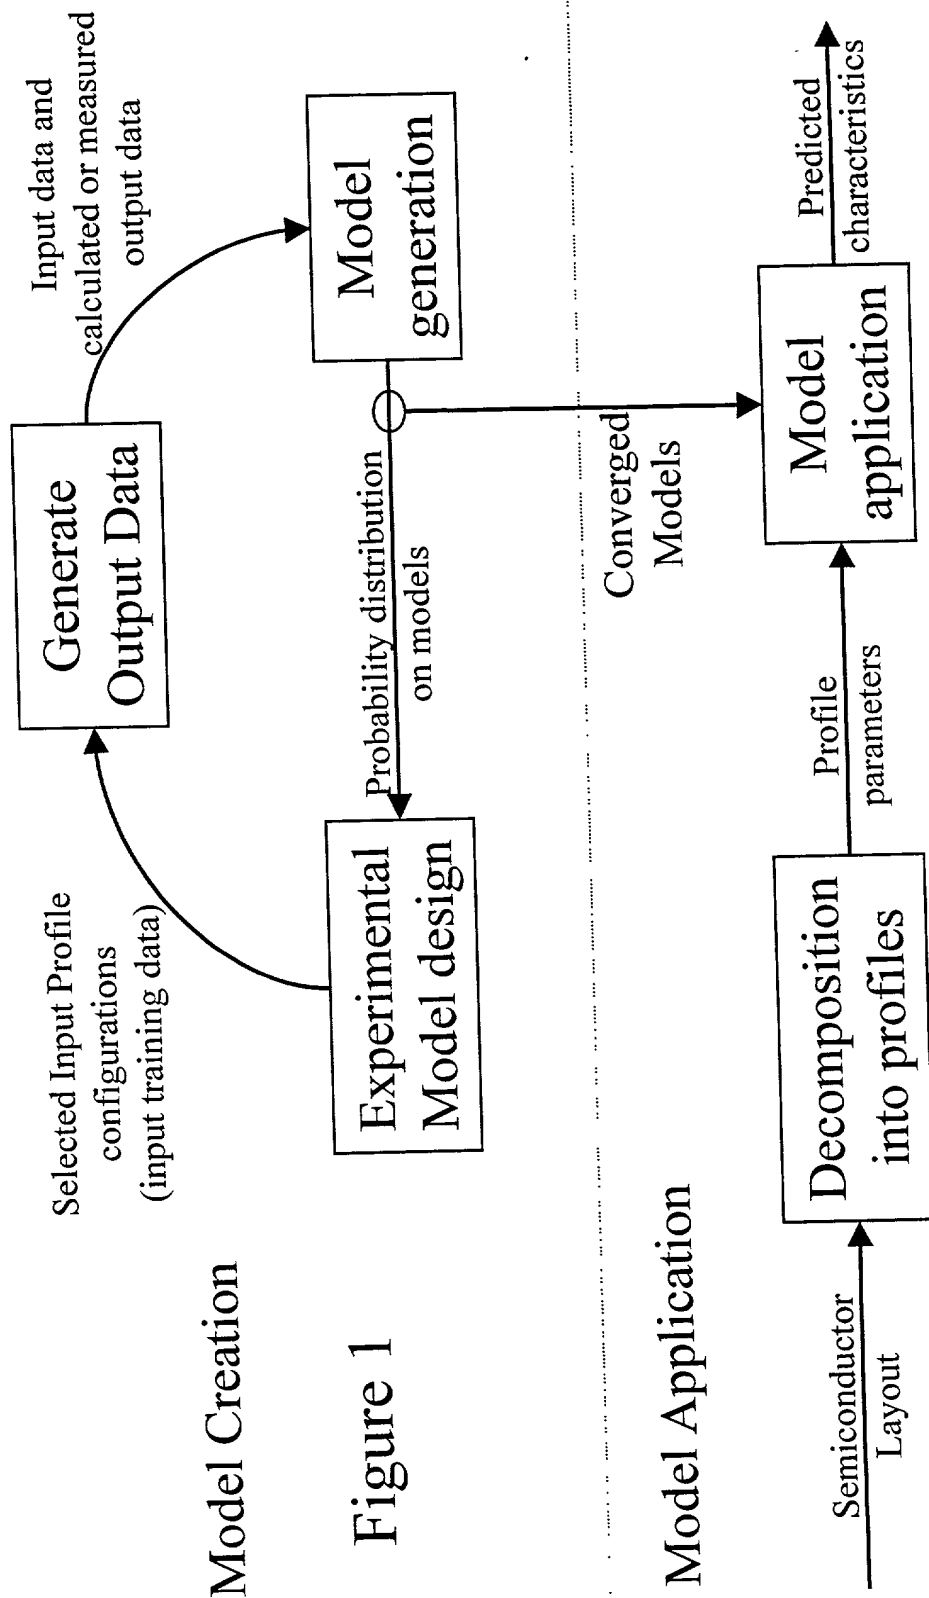 Model Creation
Figure 1
Selected Input Profile
configurations
(input training data)
Generate
Output Data
Input data and
calculated or measured
output data
Experimental
Model design
Probability distribution
on models
Model
generation
Converged
Models
Model Application
Semiconductor
Layout
Decomposition
into profiles
Profile
parameters
Model
application
Predicted
characteristics